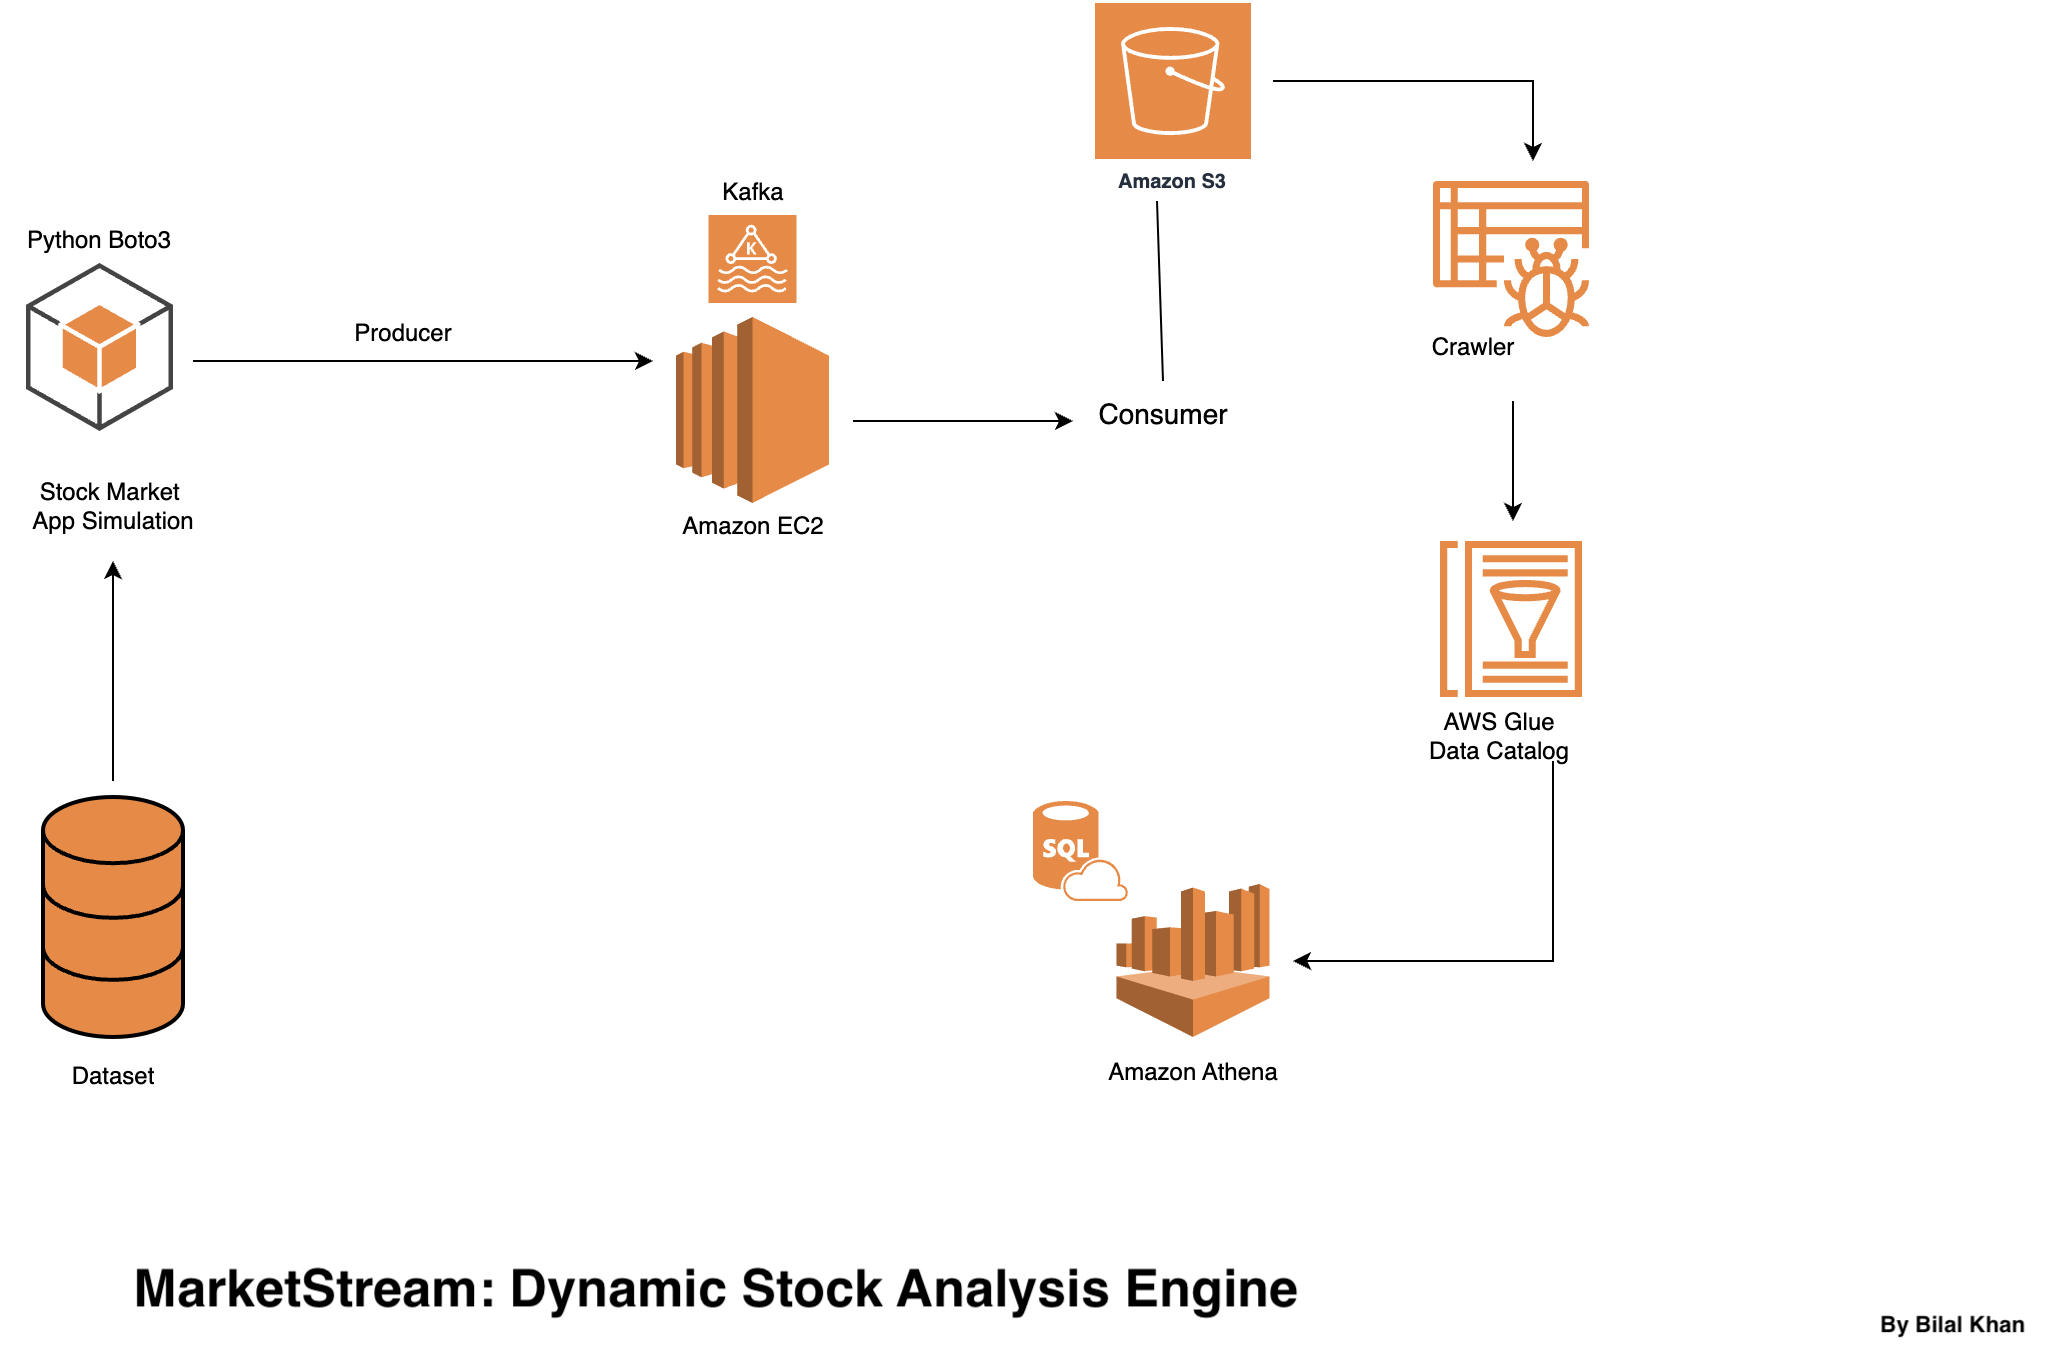 Python Boto3
Stock Market
App Simulation
Dataset
Producer
Kafka
K
Amazon EC2
Consumer
Amazon S3
Crawler
AWS Glue
Data Catalog
SQL
Amazon Athena
MarketStream: Dynamic Stock Analysis Engine
By Bilal Khan